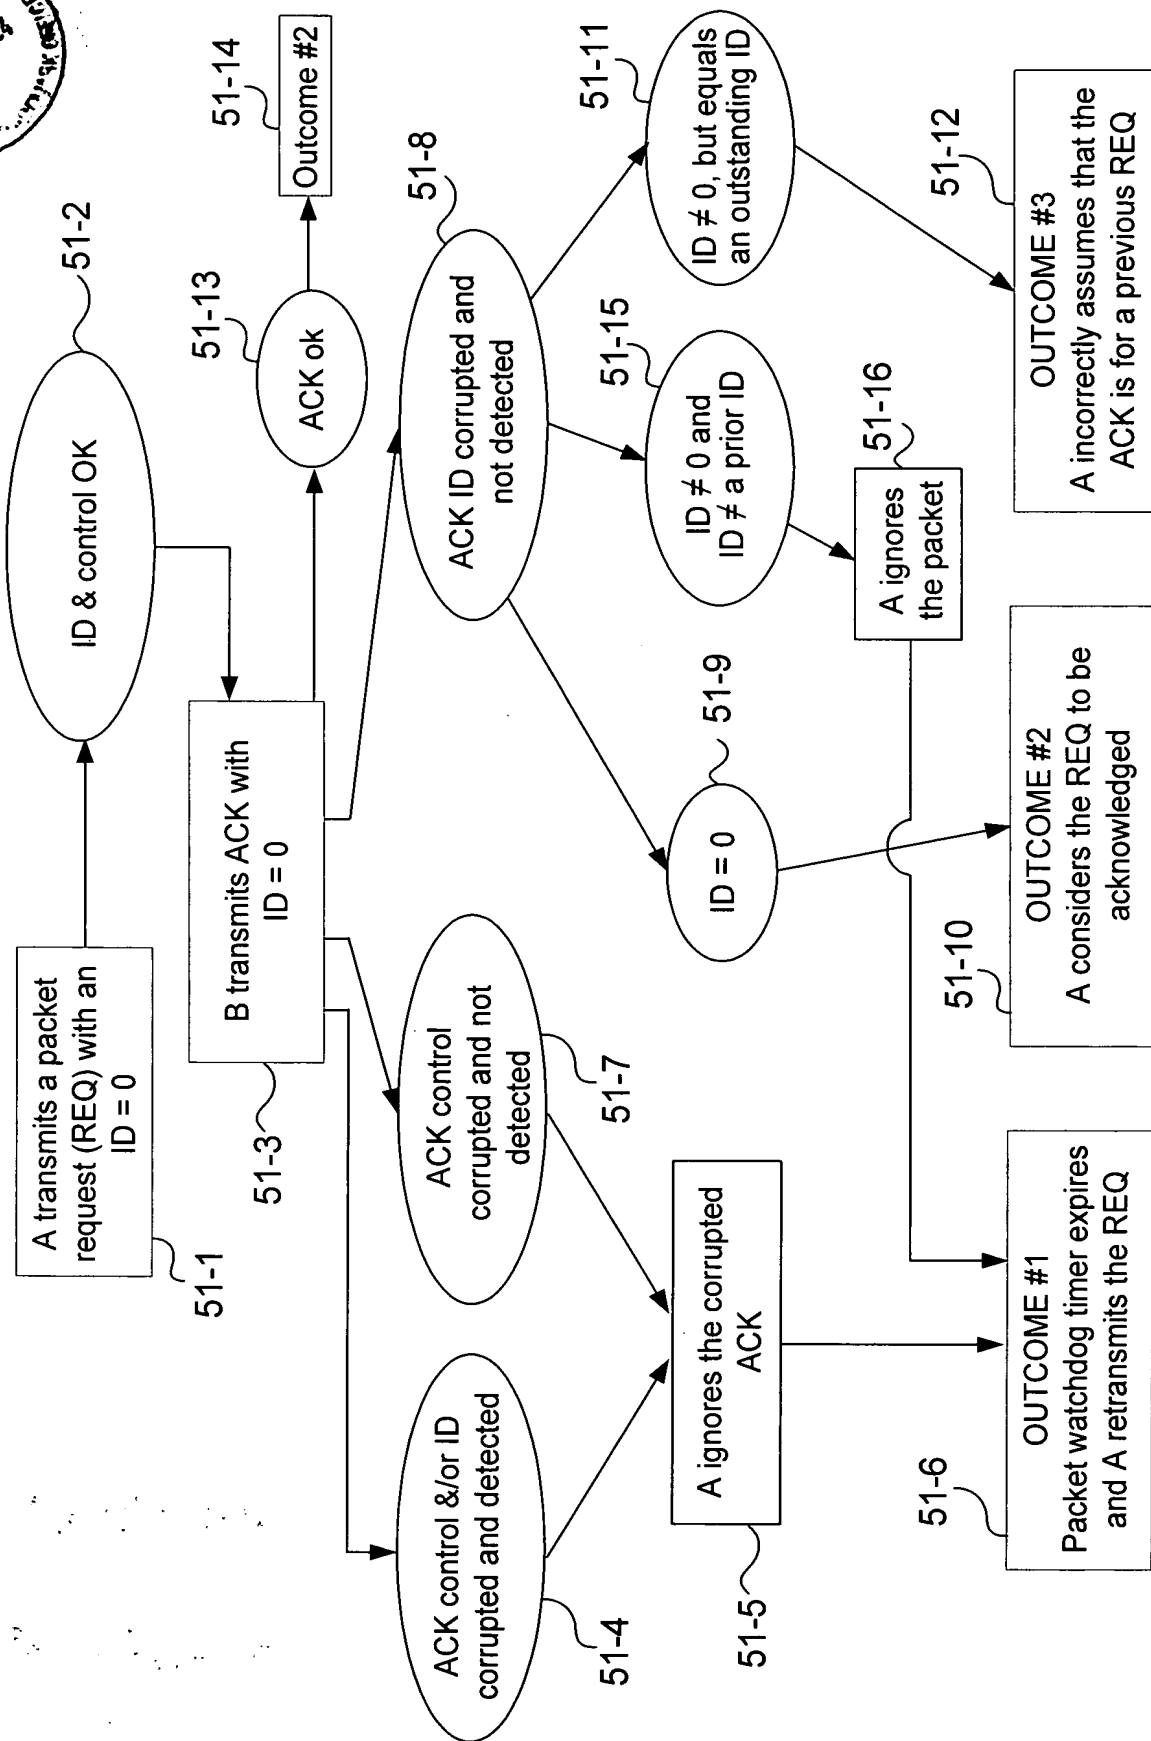 A transmits a packet
request (REQ) with an
ID = 0
51-1
ID & control OK
51-2
B transmits ACK with
ID = 0
51-3
ACK ok
51-13
Outcome #2
51-14
ACK control &/or ID
corrupted and detected
51-4
ACK control
corrupted and not
detected
51-7
ACK ID corrupted and
not detected
51-8
A ignores the corrupted
ACK
51-5
ID = 0
51-9
ID ≠ 0 and
ID ≠ a prior ID
51-15
ID ≠ 0, but equals
an outstanding ID
51-11
A ignores
the packet
51-16
OUTCOME #1
Packet watchdog timer expires
and A retransmits the REQ
51-6
OUTCOME #2
A considers the REQ to be
acknowledged
51-10
OUTCOME #3
A incorrectly assumes that the
ACK is for a previous REQ
51-12